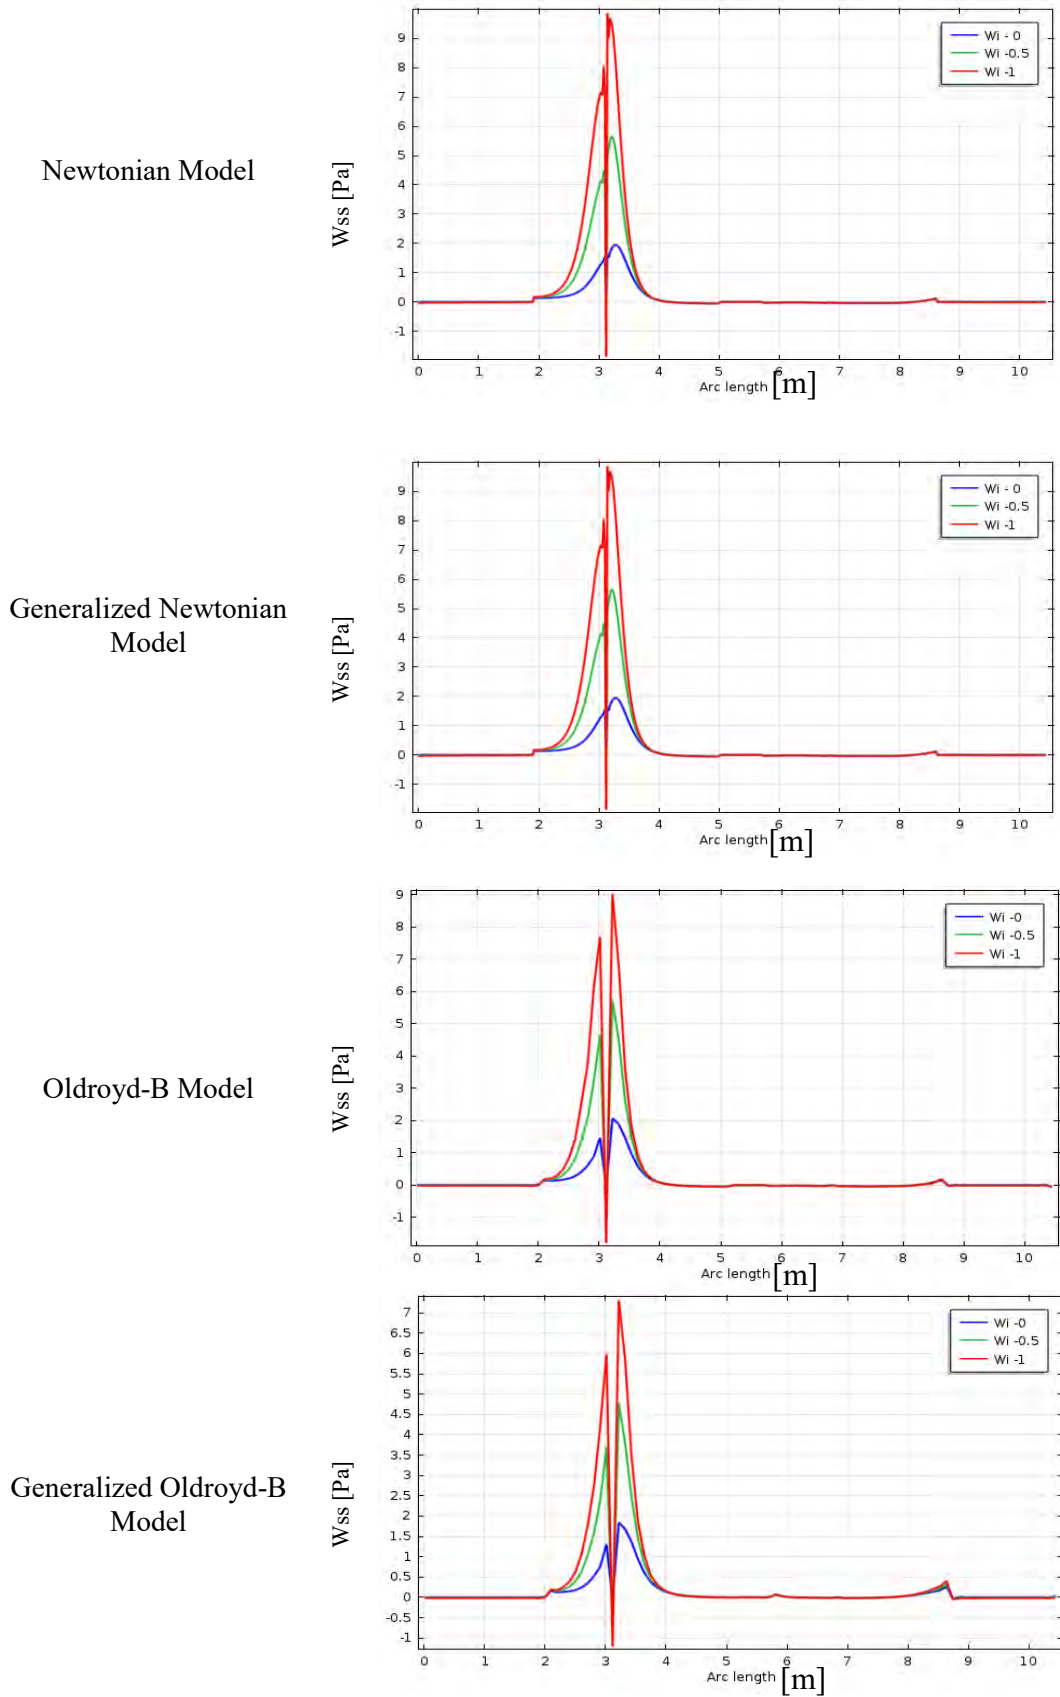 9
8
7
6
5
4
3
2
1
0
-1
Wi - 0
Wi -0.5
Wi -1
Newtonian Model
Wss [Pa]
0 1 2 3 4 5 6 7 8 9 10
Arc length [m]
9
8
7
6
5
4
3
2
1
0
-1
Wi - 0
Wi -0.5
Wi -1
Generalized Newtonian
Model
Wss [Pa]
0 1 2 3 4 5 6 7 8 9 10
Arc length [m]
9
8
7
6
5
4
3
2
1
0
-1
Wi -0
Wi -0.5
Wi -1
Oldroyd-B Model
Wss [Pa]
0 1 2 3 4 5 6 7 8 9 10
Arc length [m]
7
6.5
6
5.5
5
4.5
4
3.5
3
2.5
2
1.5
1
0.5
0
-0.5
-1
Wi -0
Wi -0.5
Wi -1
Generalized Oldroyd-B
Model
Wss [Pa]
0 1 2 3 4 5 6 7 8 9 10
Arc length [m]